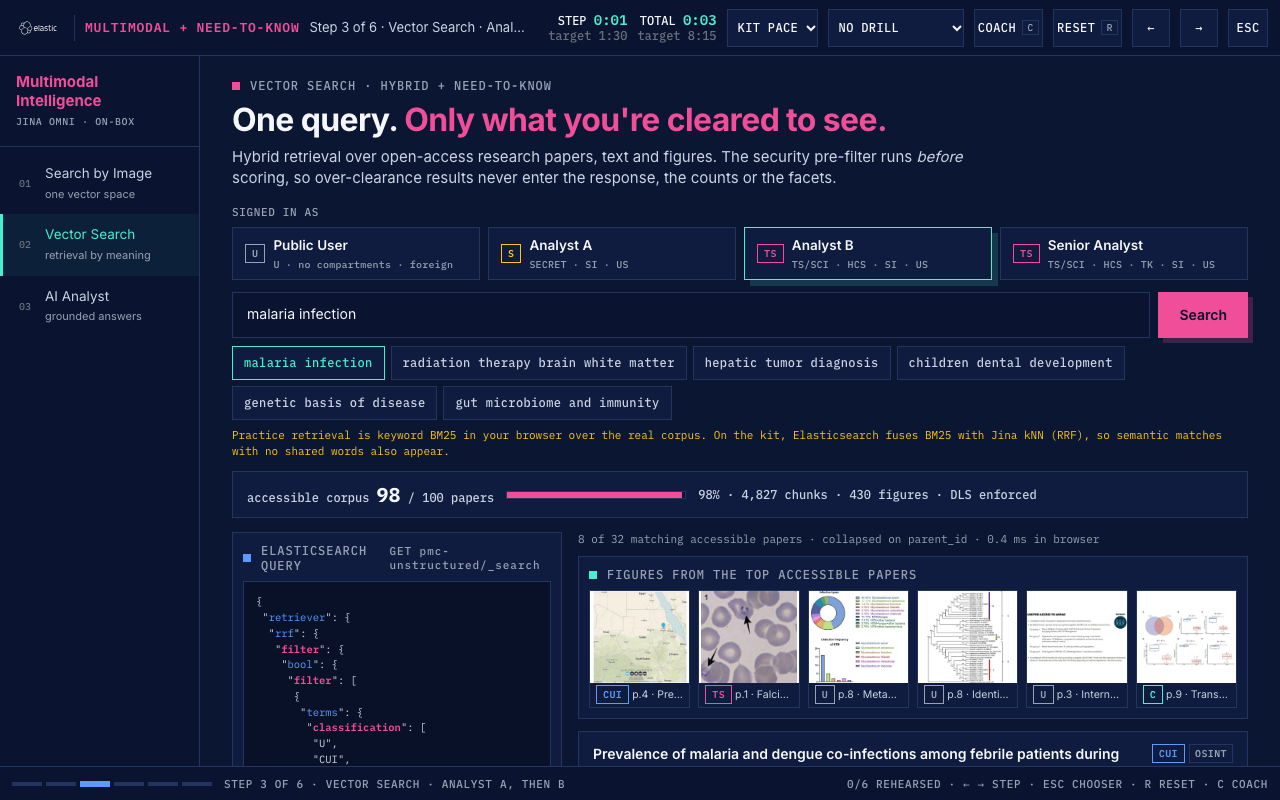 elastic
MULTIMODAL + NEED-TO-KNOW
Step 3 of 6 · Vector Search · Anal...
STEP 0:01 TOTAL 0:03
target 1:30 target 8:15
KIT PACE
NO DRILL
COACH C
RESET R
←
→
ESC
Multimodal
Intelligence
JINA OMNI · ON-BOX
01 Search by Image
one vector space
02 Vector Search
retrieval by meaning
03 AI Analyst
grounded answers
VECTOR SEARCH · HYBRID + NEED-TO-KNOW
One query. Only what you're cleared to see.
Hybrid retrieval over open-access research papers, text and figures. The security pre-filter runs before
scoring, so over-clearance results never enter the response, the counts or the facets.
SIGNED IN AS
U Public User
U · no compartments · foreign
S Analyst A
SECRET · SI · US
TS Analyst B
TS/SCI · HCS · SI · US
TS Senior Analyst
TS/SCI · HCS · TK · SI · US
malaria infection
Search
malaria infection
radiation therapy brain white matter
hepatic tumor diagnosis
children dental development
genetic basis of disease
gut microbiome and immunity
Practice retrieval is keyword BM25 in your browser over the real corpus. On the kit, Elasticsearch fuses BM25 with Jina kNN (RRF), so semantic matches
with no shared words also appear.
accessible corpus 98 / 100 papers
98% · 4,827 chunks · 430 figures · DLS enforced
ELASTICSEARCH
QUERY
GET pmc-
unstructured/_search
{
"retriever": {
"rrf": {
"filter": {
"bool": {
"filter": [
{
"terms": {
"classification": [
"U",
"CUI",
8 of 32 matching accessible papers · collapsed on parent_id · 0.4 ms in browser
FIGURES FROM THE TOP ACCESSIBLE PAPERS
CUI p.4 · Pre...
TS p.1 · Falci...
U p.8 · Meta...
U p.8 · Identi...
U p.3 · Intern...
C p.9 · Trans...
Prevalence of malaria and dengue co-infections among febrile patients during
CUI
OSINT
STEP 3 OF 6 · VECTOR SEARCH · ANALYST A, THEN B
0/6 REHEARSED · ← → STEP · ESC CHOOSER · R RESET · C COACH